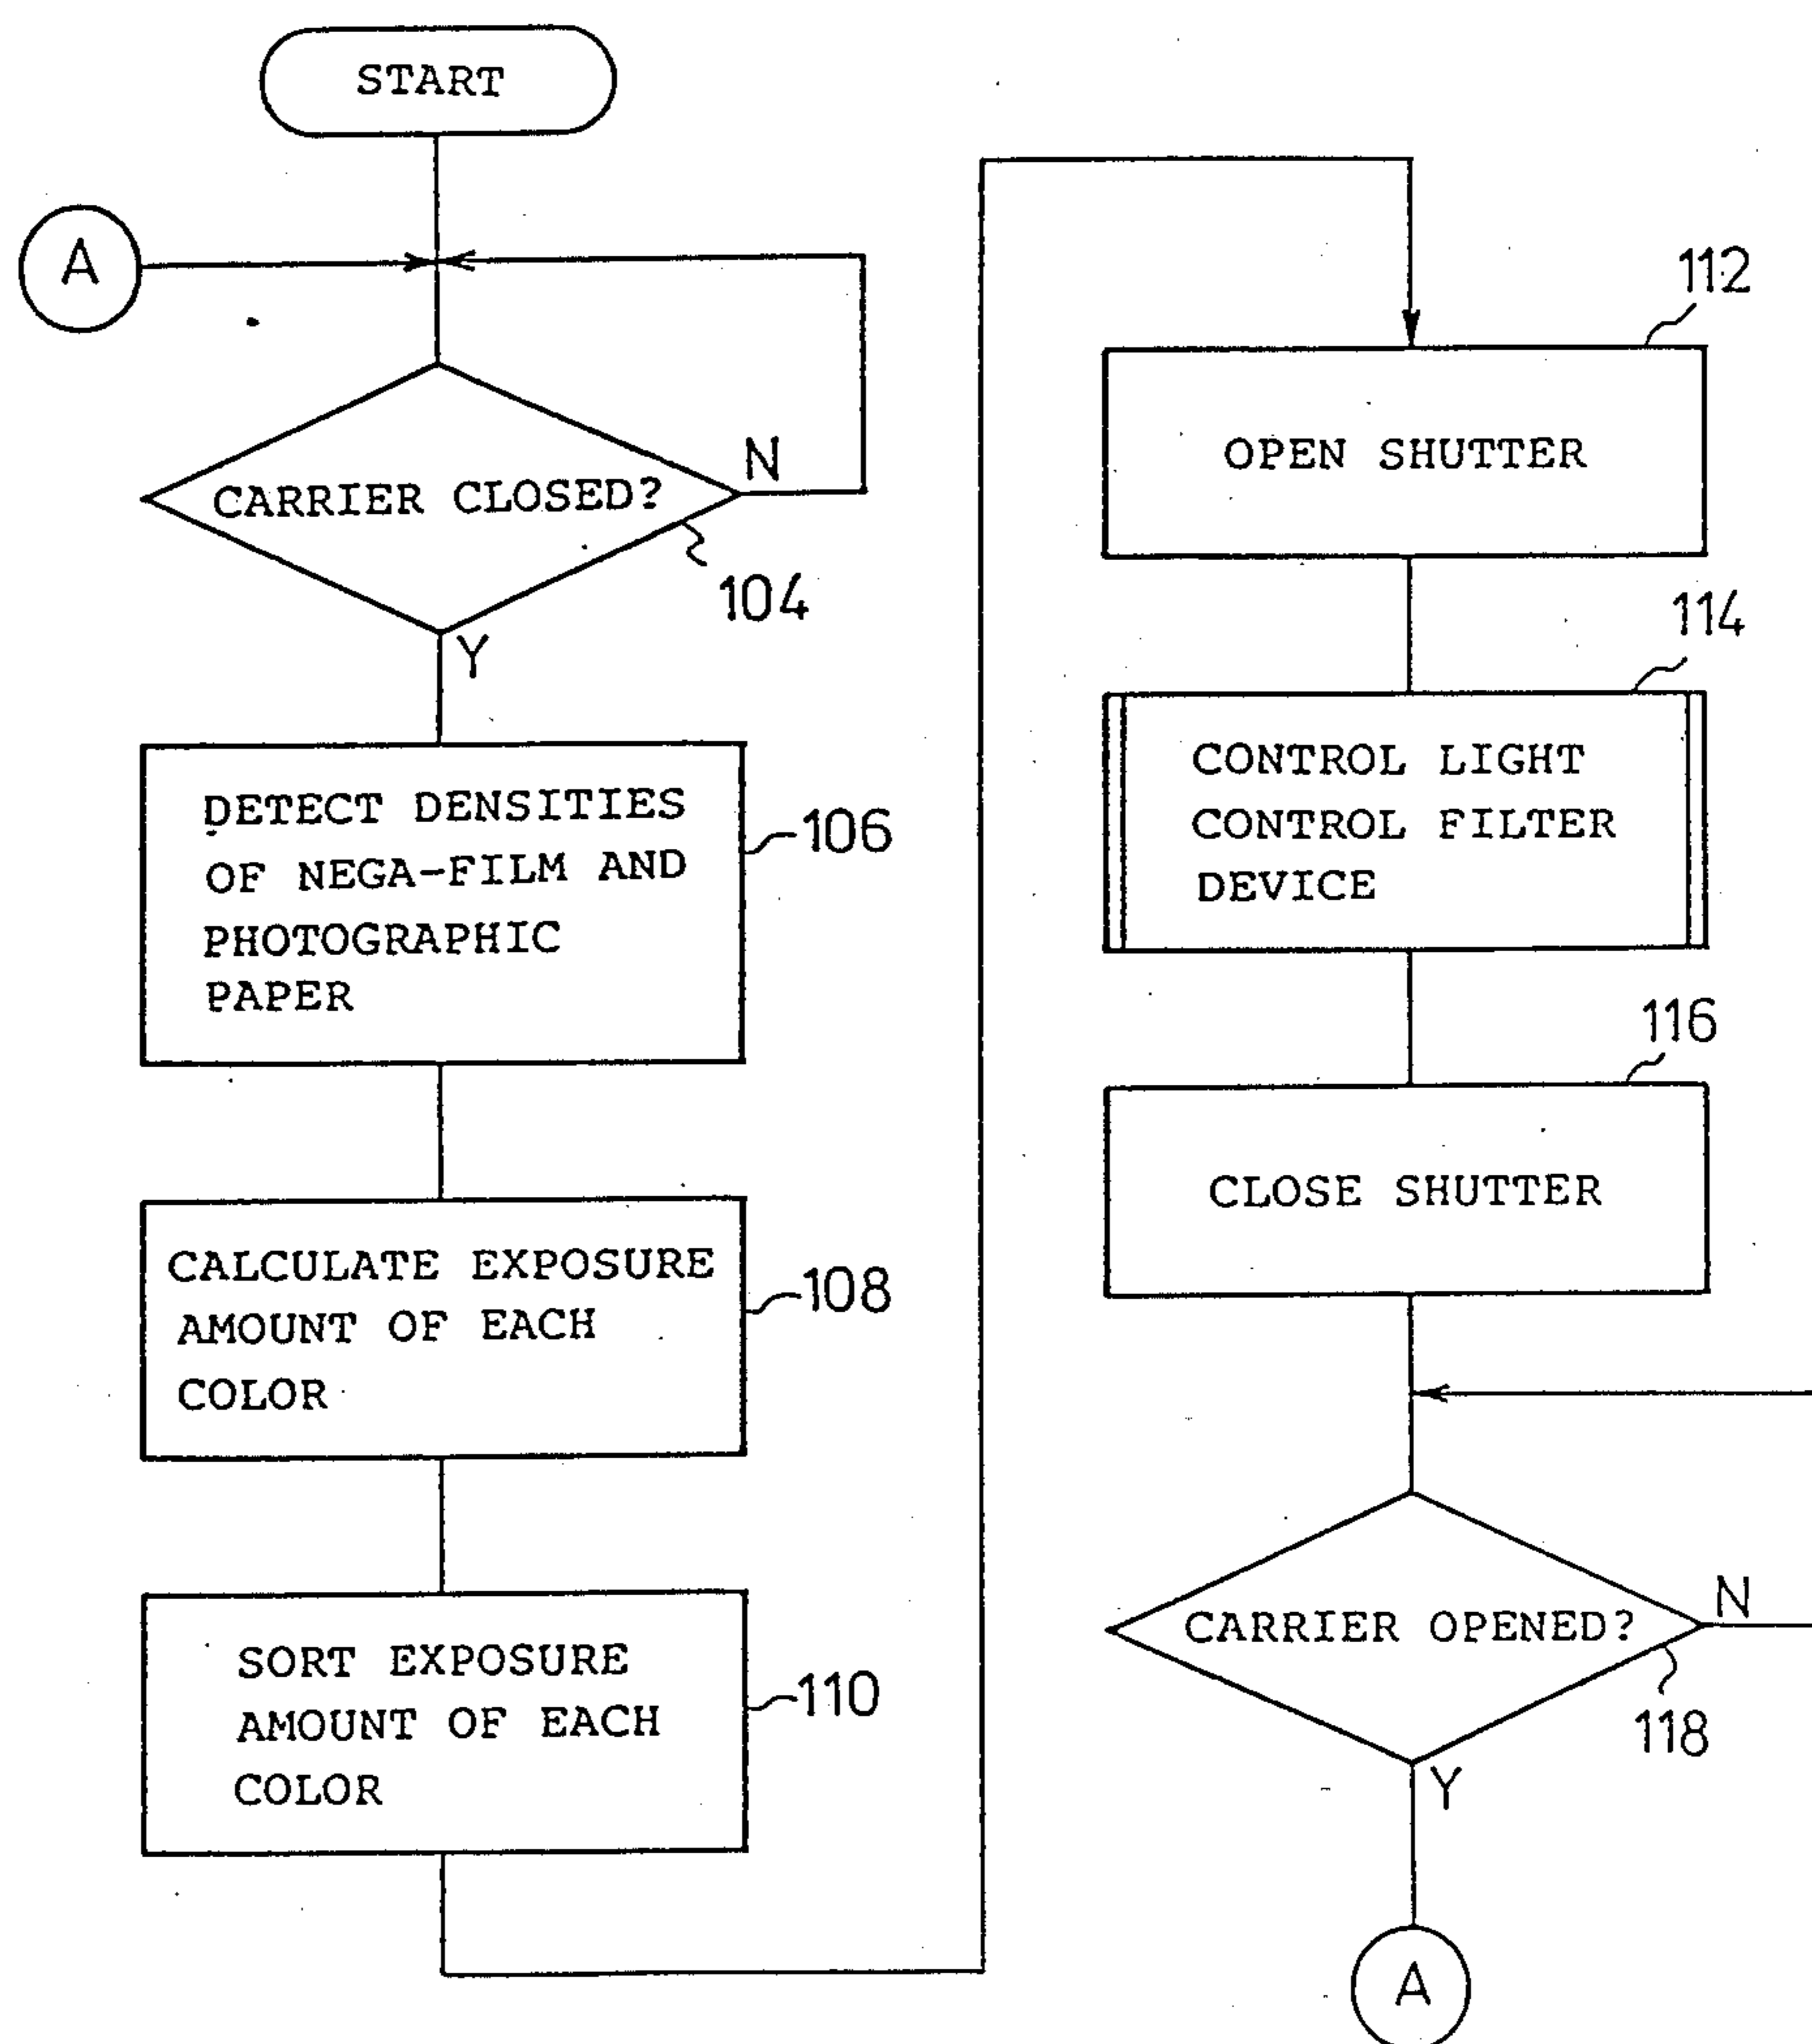 START
A
CARRIER CLOSED?
N
104
Y
DETECT DENSITIES
OF NEGA-FILM AND
PHOTOGRAPHIC
PAPER
106
CALCULATE EXPOSURE
AMOUNT OF EACH
COLOR
108
SORT EXPOSURE
AMOUNT OF EACH
COLOR
110
112
OPEN SHUTTER
114
CONTROL LIGHT
CONTROL FILTER
DEVICE
116
CLOSE SHUTTER
CARRIER OPENED?
N
118
Y
A